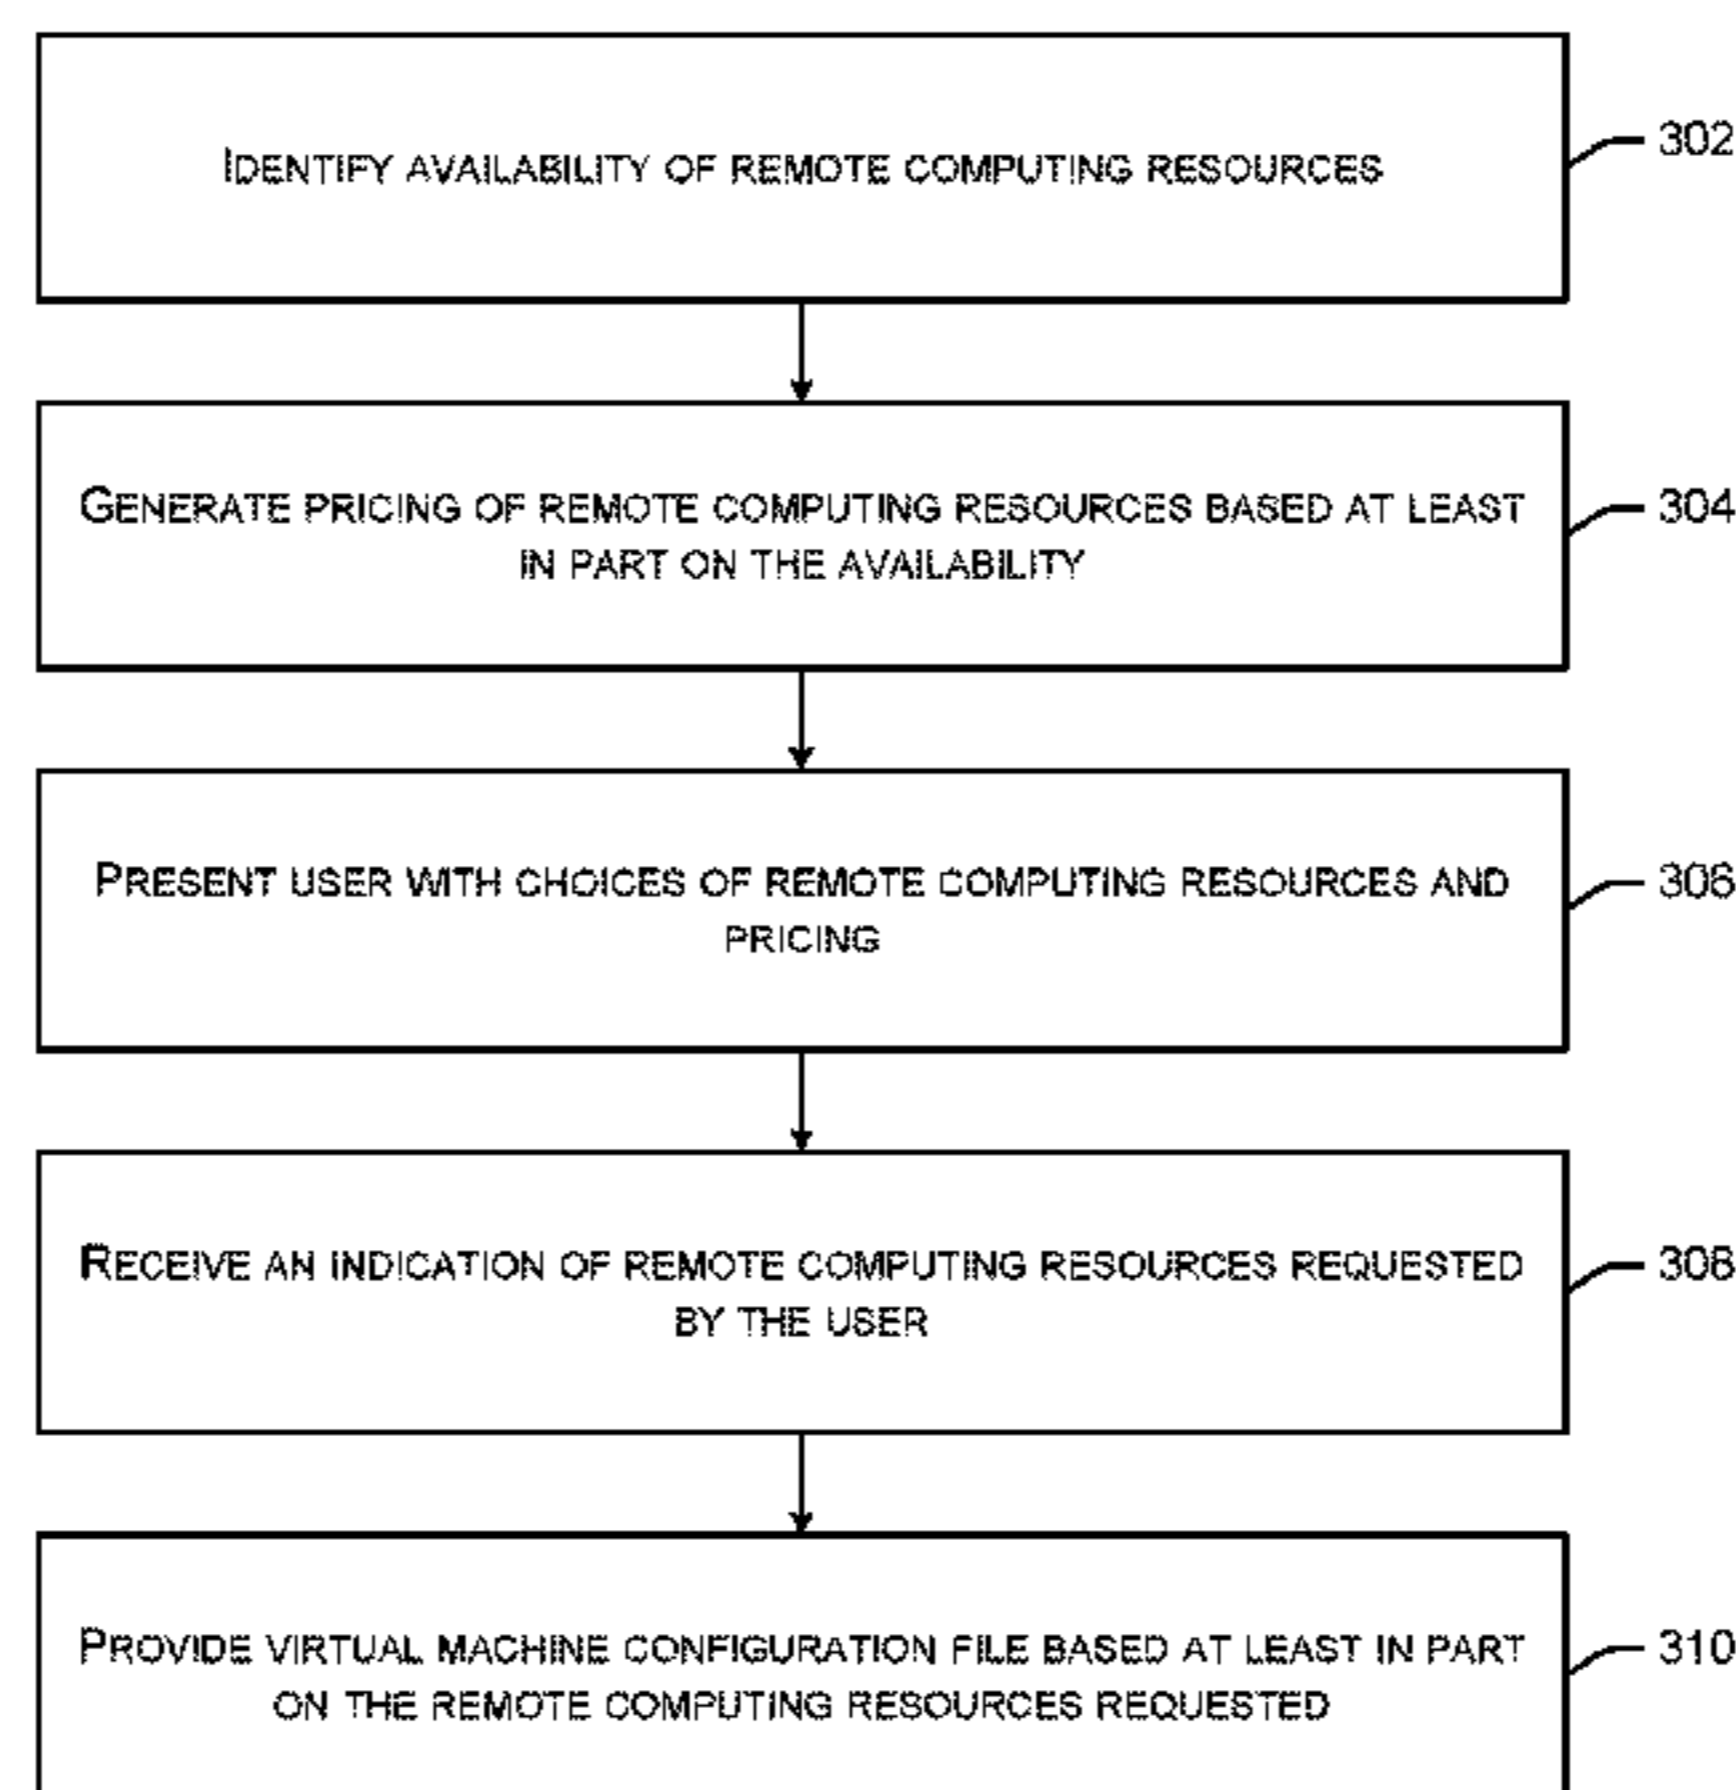 IDENTIFY AVAILABILITY OF REMOTE COMPUTING RESOURCES
302
GENERATE PRICING OF REMOTE COMPUTING RESOURCES BASED AT LEAST
IN PART ON THE AVAILABILITY
304
PRESENT USER WITH CHOICES OF REMOTE COMPUTING RESOURCES AND
PRICING
306
RECEIVE AN INDICATION OF REMOTE COMPUTING RESOURCES REQUESTED
BY THE USER
308
PROVIDE VIRTUAL MACHINE CONFIGURATION FILE BASED AT LEAST IN PART
ON THE REMOTE COMPUTING RESOURCES REQUESTED
310